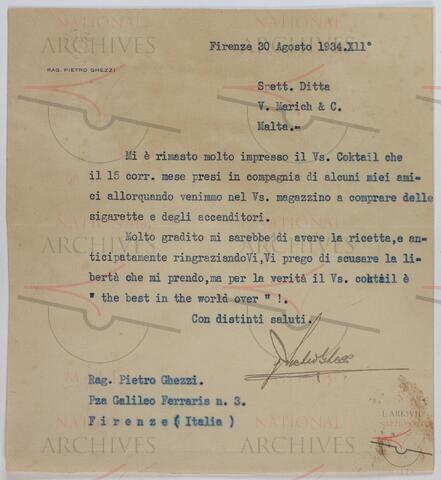 RAG. PIETRO GHEZZI
Firenze 30 Agosto 1934.XII°
Spett. Ditta
V. Marich & C.
Malta.-
Mi è rimasto molto impresso il Vs. Coktail che
il 15 corr. mese presi in compagnia di alcuni miei ami-
ci allorquando venimmo nel Vs. magazzino a comprare delle
sigarette e degli accenditori.
Molto gradito mi sarebbe di avere la ricetta,e an-
ticipatamente ringraziandoVi,Vi prego di scusare la li-
bertà che mi prendo,ma per la verità il Vs. coktail è
" the best in the world over " !.
Con distinti saluti.
Rag. Pietro Ghezzi.
Pza Galileo Ferraris n. 3.
Firenze ( Italia )
NATIONAL
ARCHIVES
L-ARKIVJI
NAZZJONALI